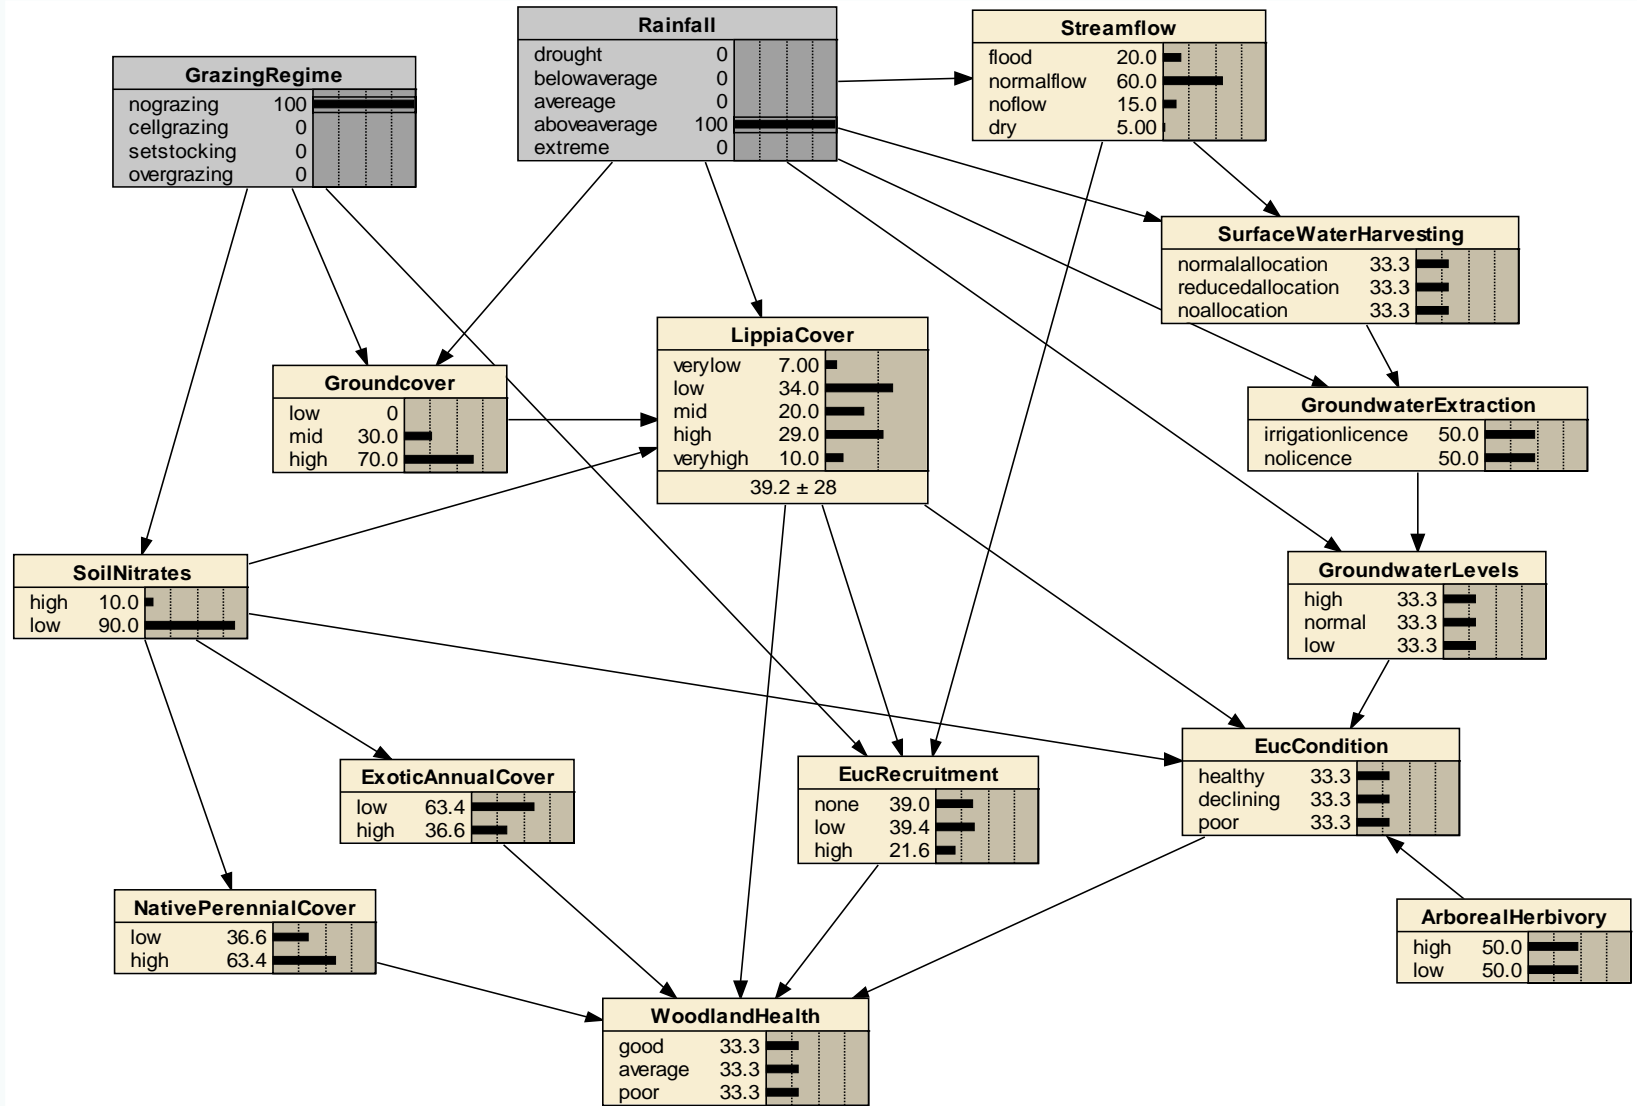 Rainfall
drought 0
belowaverage 0
avereage 0
aboveaverage 100
extreme 0
Streamflow
flood 20.0
normalflow 60.0
noflow 15.0
dry 5.00
GrazingRegime
nograzing 100
cellgrazing 0
setstocking 0
overgrazing 0
SurfaceWaterHarvesting
normalallocation 33.3
reducedallocation 33.3
noallocation 33.3
LippiaCover
verylow 7.00
low 34.0
mid 20.0
high 29.0
veryhigh 10.0
39.2 ± 28
Groundcover
low 0
mid 30.0
high 70.0
GroundwaterExtraction
irrigationlicence 50.0
nolicence 50.0
SoilNitrates
high 10.0
low 90.0
GroundwaterLevels
high 33.3
normal 33.3
low 33.3
ExoticAnnualCover
low 63.4
high 36.6
EucRecruitment
none 39.0
low 39.4
high 21.6
EucCondition
healthy 33.3
declining 33.3
poor 33.3
NativePerennialCover
low 36.6
high 63.4
ArborealHerbivory
high 50.0
low 50.0
WoodlandHealth
good 33.3
average 33.3
poor 33.3